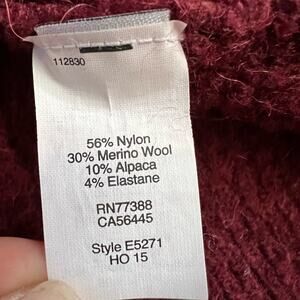 112830
56% Nylon
30% Merino Wool
10% Alpaca
4% Elastane
RN77388
CA56445
Style E5271
HO 15